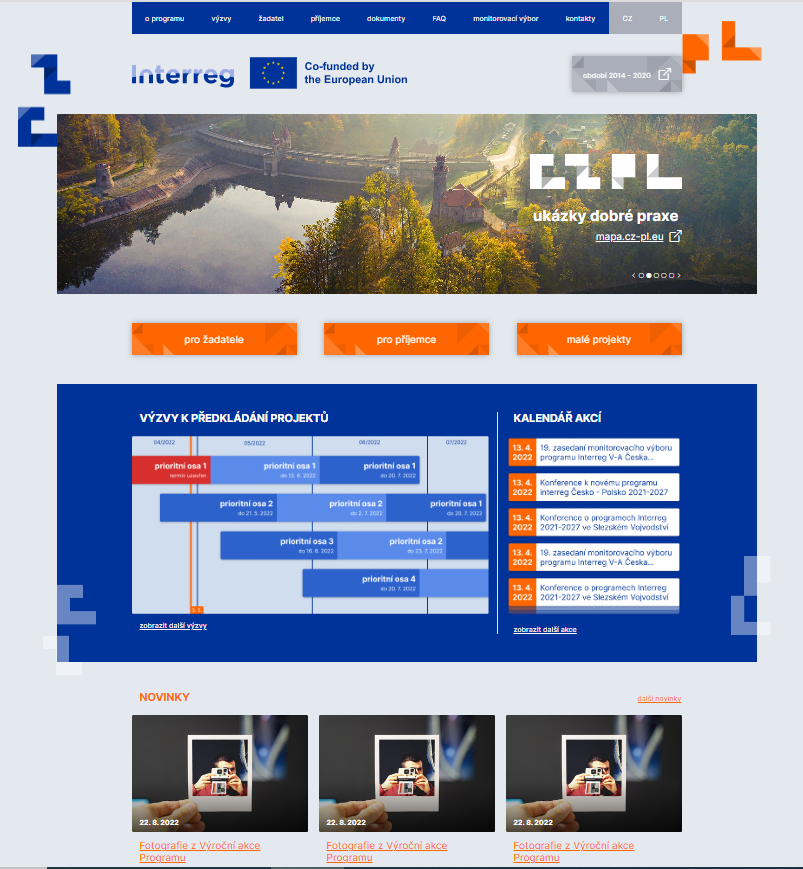 o programu výzvy žadatel příjemce dokumenty FAQ monitorovací výbor kontakty CZ PL
Interreg
Co-funded by
the European Union
období 2014 - 2020
CZ PL
ukázky dobré praxe
mapa.cz-pl.eu
pro žadatele
pro příjemce
malé projekty
VÝZVY K PŘEDKLÁDÁNÍ PROJEKTŮ
04/2022 05/2022 06/2022 07/2022
prioritní osa 1 prioritní osa 1 prioritní osa 1
termín uzavřen do 13. 6. 2022 do 20. 7. 2022
prioritní osa 2 prioritní osa 2 prioritní osa 1
do 21. 5. 2022 do 2. 7. 2022 do 20. 7. 2022
prioritní osa 3 prioritní osa 2
do 16. 6. 2022 do 23. 7. 2022
prioritní osa 4
do 20. 7. 2022
zobrazit další výzvy
KALENDÁŘ AKCÍ
13. 4. 19. zasedaní monitorovacího výboru
2022 programu Interreg V-A Česka...
13. 4. Konference k novému programu
2022 interreg Česko - Polsko 2021-2027
13. 4. Konference o programech Interreg
2022 2021-2027 ve Slezském Vojvodství
13. 4. 19. zasedaní monitorovacího výboru
2022 programu Interreg V-A Česka...
13. 4. Konference o programech Interreg
2022 2021-2027 ve Slezském Vojvodství
zobrazit další akce
NOVINKY
další novinky
22. 8. 2022
Fotografie z Výroční akce
Programu
22. 8. 2022
Fotografie z Výroční akce
Programu
22. 8. 2022
Fotografie z Výroční akce
Programu